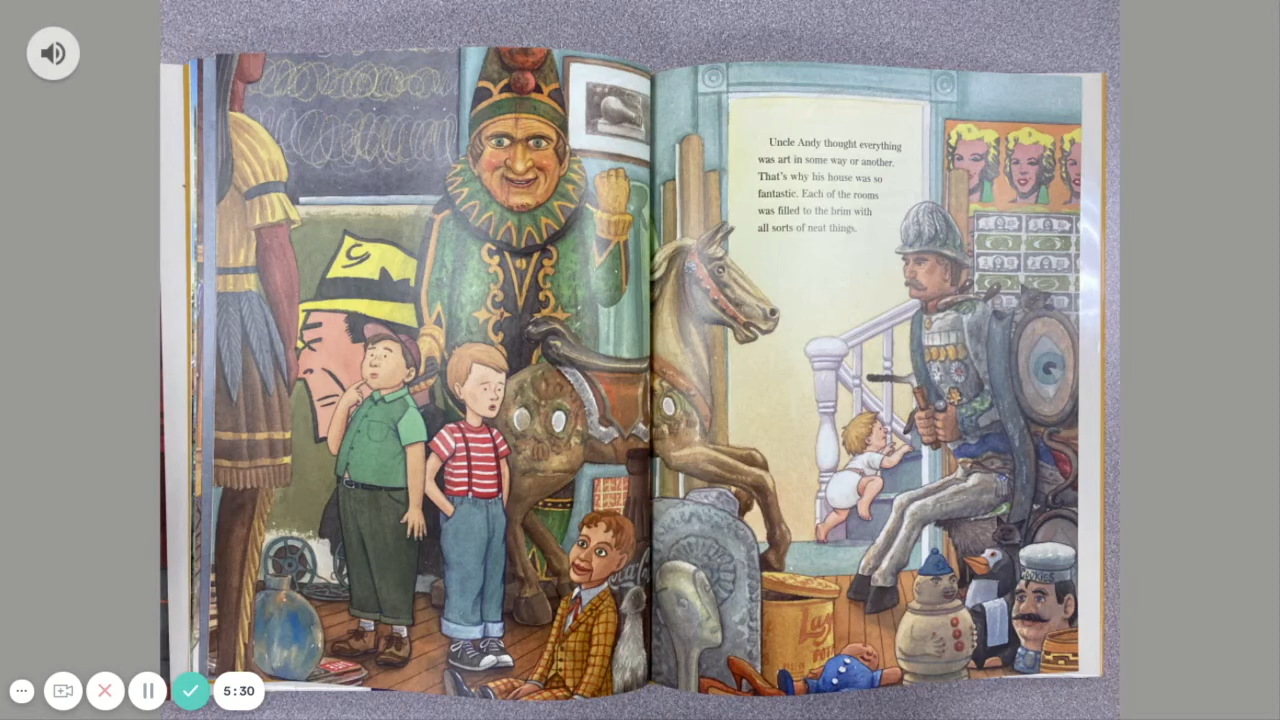 Uncle Andy thought everything
was art in some way or another.
That's why his house was so
fantastic. Each of the rooms
was filled to the brim with
all sorts of neat things.
COOKIES
5:30